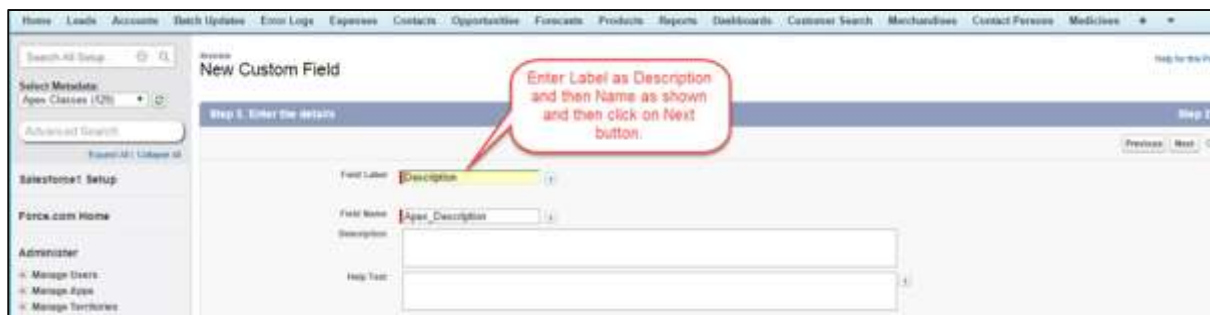 Home Leads Accounts Batch Updates Error Logs Expenses Contacts Opportunities Forecasts Products Reports Dashboards Customer Search Merchandises Contact Persons Medicines +
Search All Setup
Select Metadata:
Apex Classes (129)
Advanced Search
Expand All | Collapse All
Salesforce1 Setup
Force.com Home
Administer
Manage Users
Manage Apps
Manage Territories
New Custom Field
Help for this P
Enter Label as Description
and then Name as shown
and then click on Next
button.
Enter the details
Step
Previous Next
Field Label Description
Field Name Apex_Description
Description
Help Text